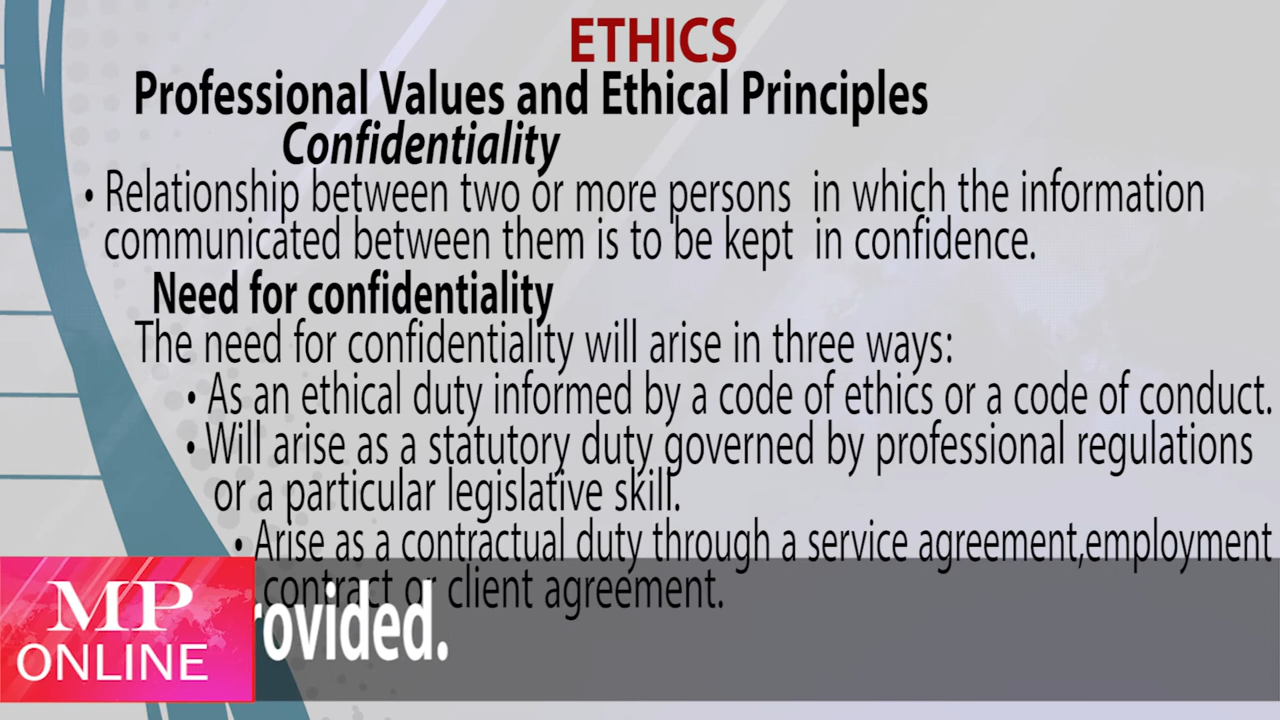 ETHICS
Professional Values and Ethical Principles
Confidentiality
• Relationship between two or more persons in which the information
communicated between them is to be kept in confidence.
Need for confidentiality
The need for confidentiality will arise in three ways:
• As an ethical duty informed by a code of ethics or a code of conduct.
• Will arise as a statutory duty governed by professional regulations
or a particular legislative skill.
• Arise as a contractual duty through a service agreement,employment
contract or client agreement.
MP
ONLINE